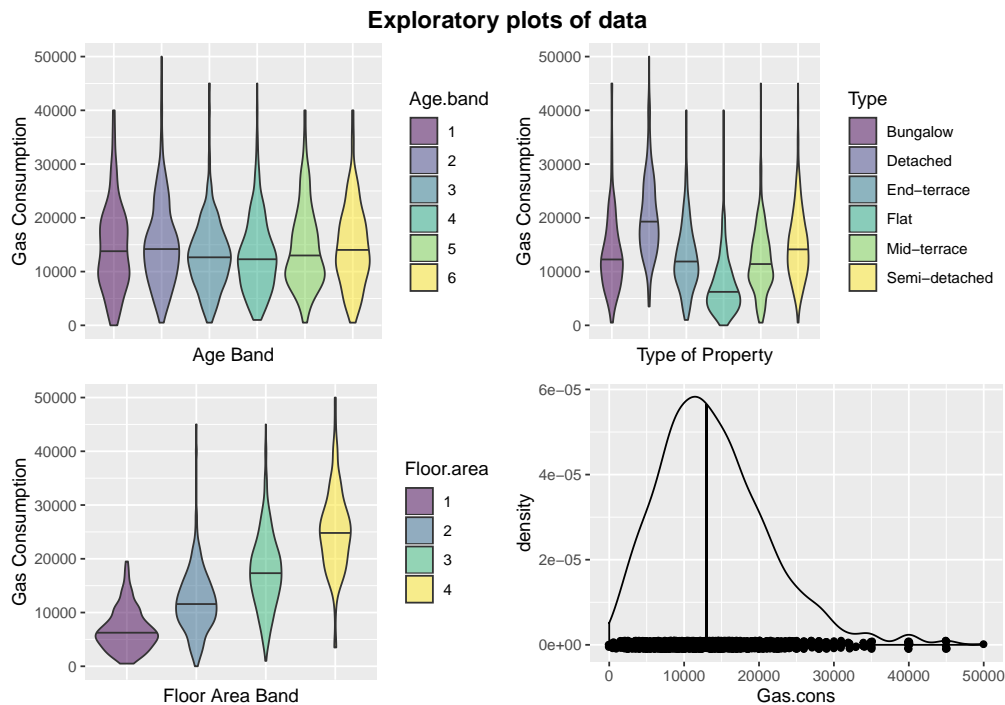 Exploratory plots of data
50000
40000
30000
20000
10000
0
Gas Consumption
Age Band
Age.band
1
2
3
4
5
6
50000
40000
30000
20000
10000
0
Gas Consumption
Type of Property
Type
Bungalow
Detached
End−terrace
Flat
Mid−terrace
Semi−detached
50000
40000
30000
20000
10000
0
Gas Consumption
Floor Area Band
Floor.area
1
2
3
4
6e−05
4e−05
2e−05
0e+00
density
0 10000 20000 30000 40000 50000
Gas.cons